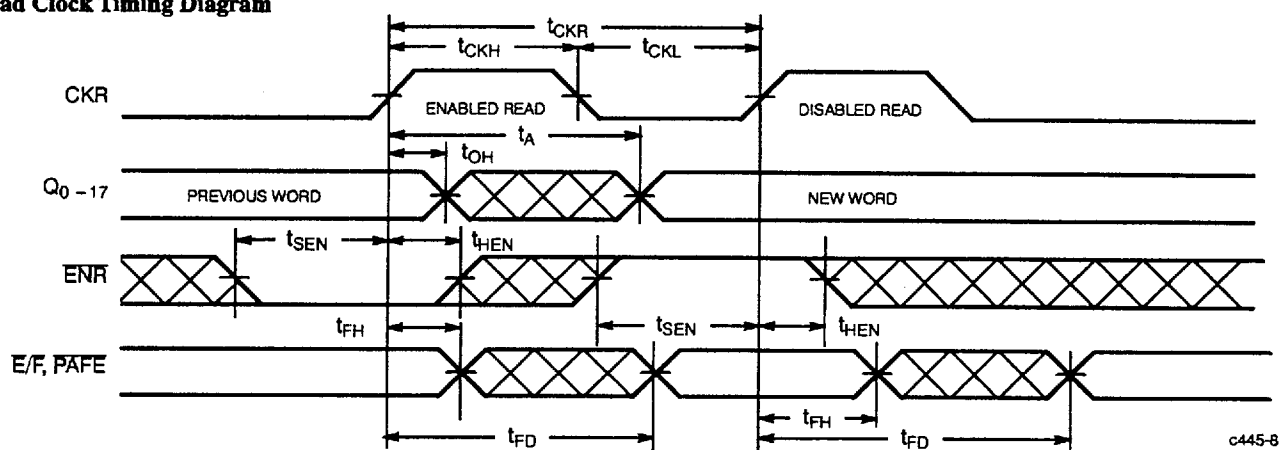 ad Clock Timing Diagram
tCKR
tCKH
tCKL
CKR
ENABLED READ
DISABLED READ
tA
tOH
Q0 – 17
PREVIOUS WORD
NEW WORD
tSEN
tHEN
ENR
tSEN
tHEN
tFH
E/F, PAFE
tFH
tFD
tFD
c445-8